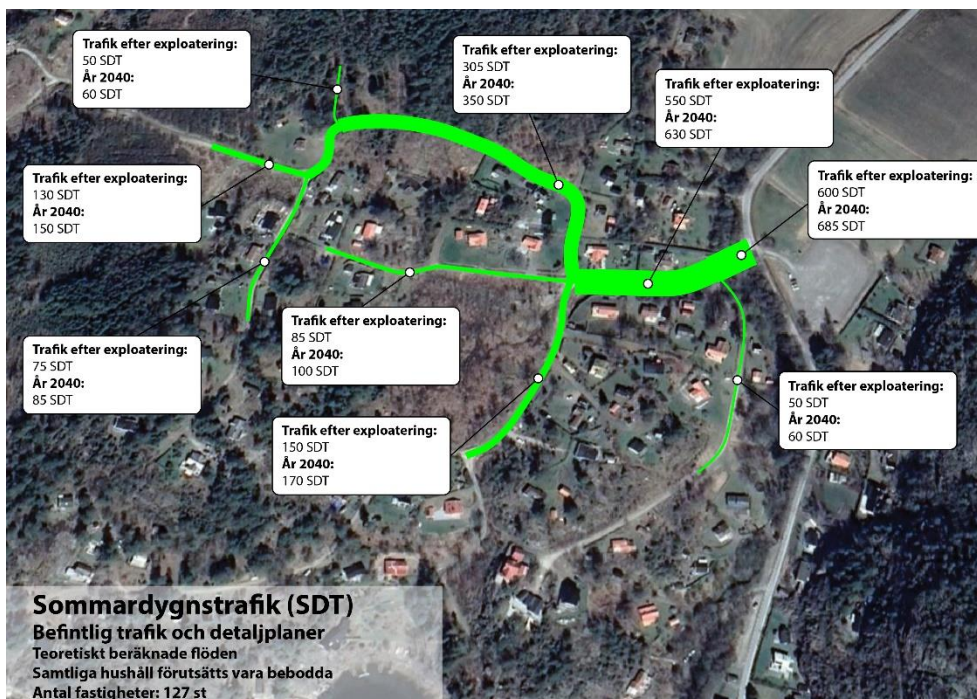 Trafik efter exploatering:
50 SDT
År 2040:
60 SDT
Trafik efter exploatering:
305 SDT
År 2040:
350 SDT
Trafik efter exploatering:
550 SDT
År 2040:
630 SDT
Trafik efter exploatering:
600 SDT
År 2040:
685 SDT
Trafik efter exploatering:
130 SDT
År 2040:
150 SDT
Trafik efter exploatering:
75 SDT
År 2040:
85 SDT
Trafik efter exploatering:
85 SDT
År 2040:
100 SDT
Trafik efter exploatering:
150 SDT
År 2040:
170 SDT
Trafik efter exploatering:
50 SDT
År 2040:
60 SDT
Sommardygnstrafik (SDT)
Befintlig trafik och detaljplaner
Teoretiskt beräknade flöden
Samtliga hushåll förutsätts vara bebodda
Antal fastigheter: 127 st